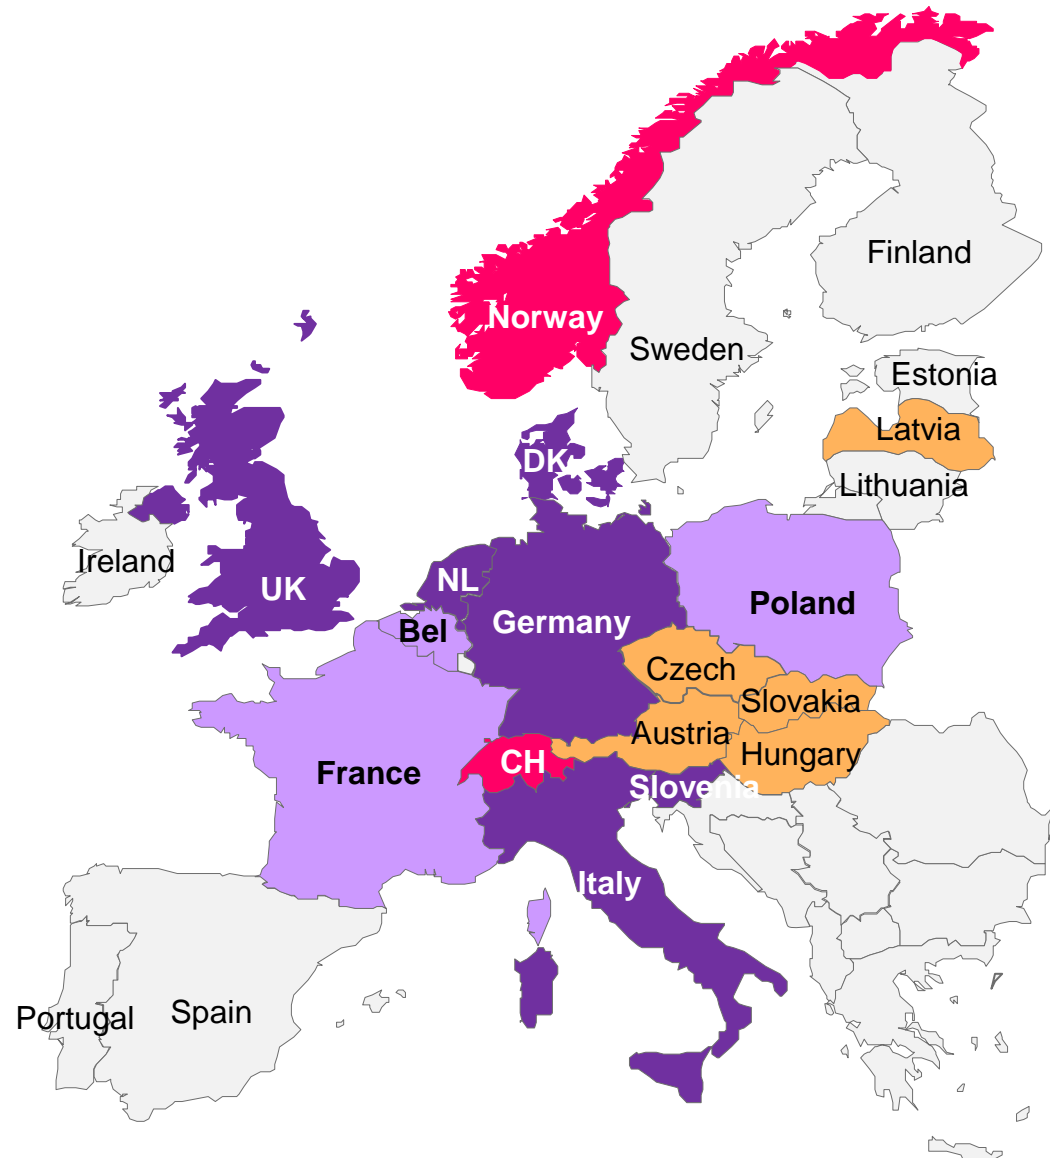 Finland
Norway
Sweden
Estonia
Latvia
DK
Lithuania
Ireland
NL
UK
Poland
Germany
Bel
Czech
Slovakia
Austria
Hungary
CH
France
Slovenia
Italy
Spain
Portugal